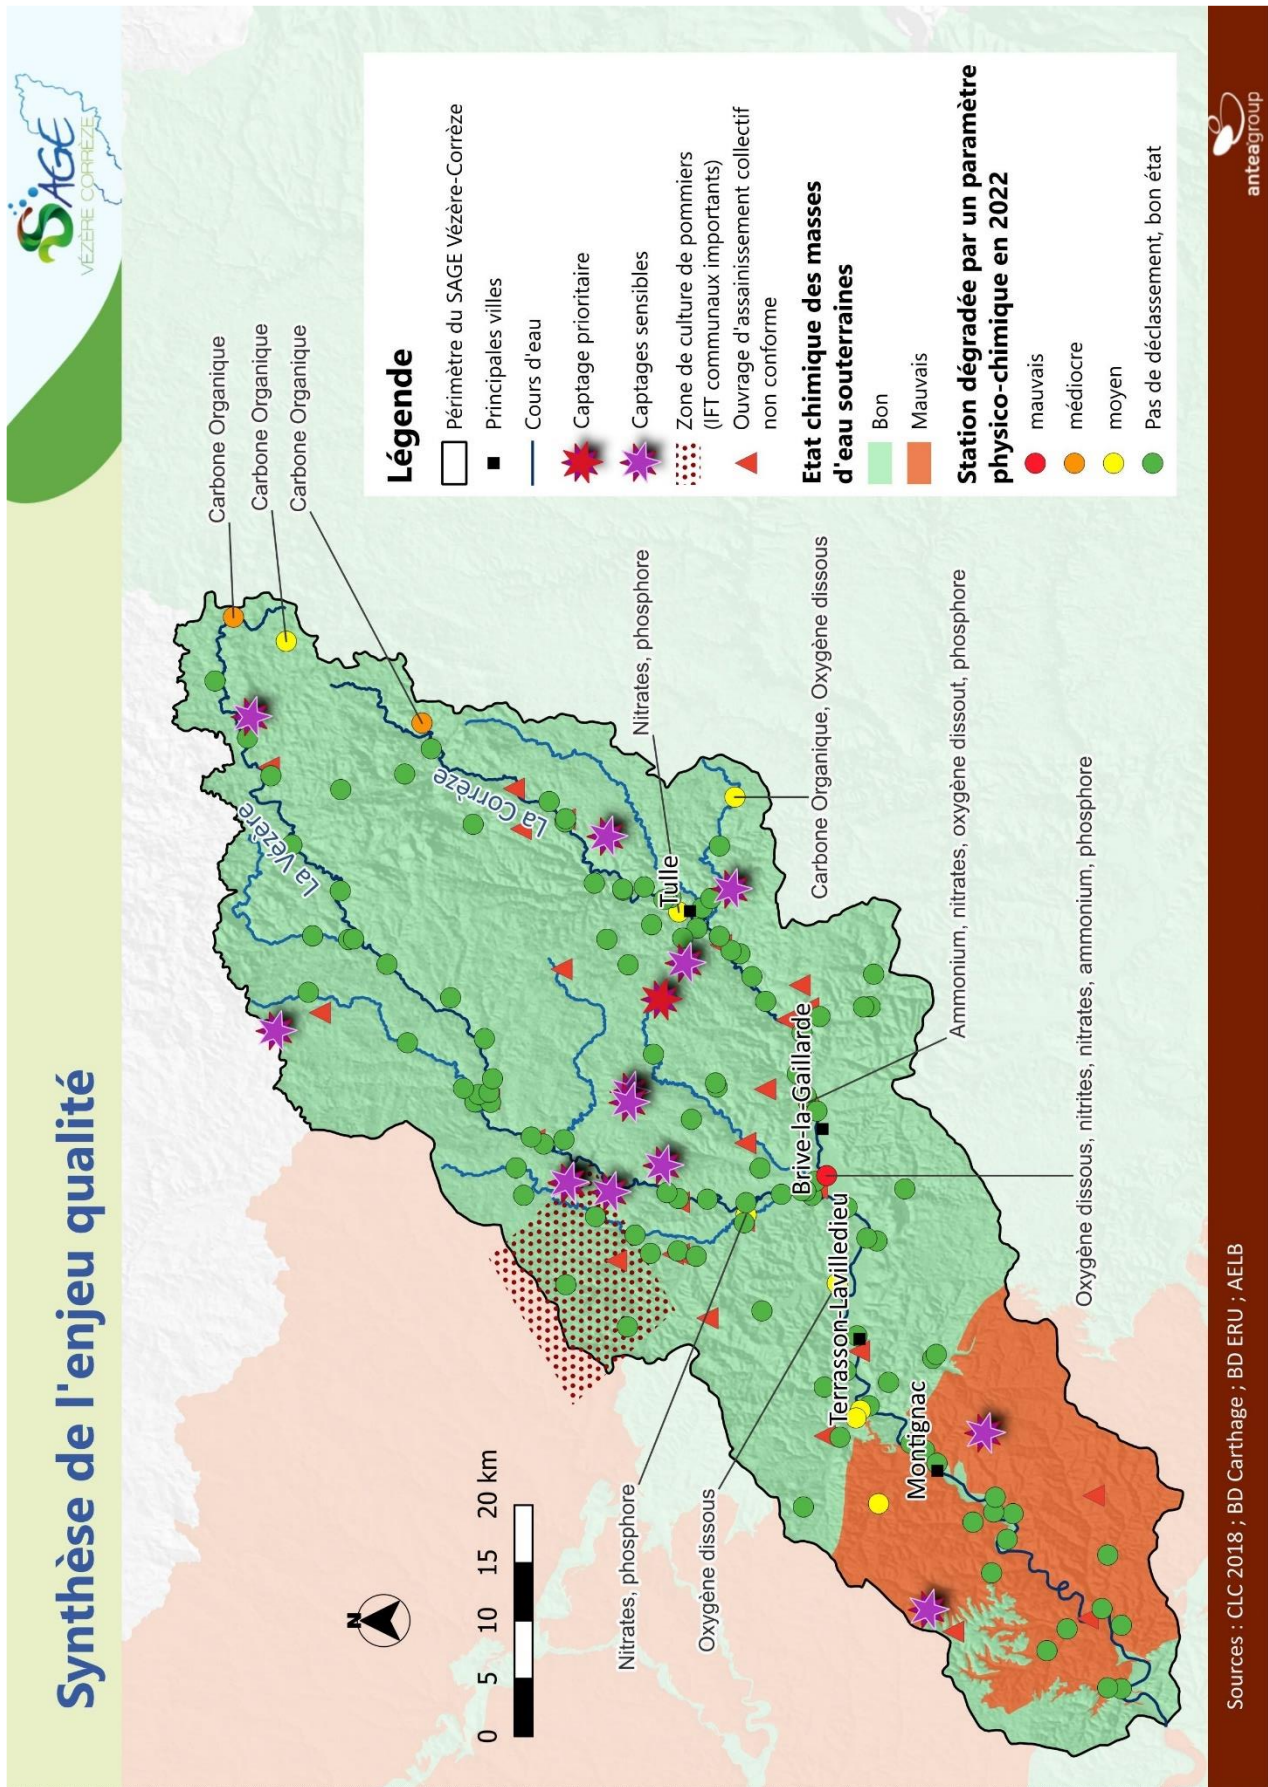 Synthèse de l'enjeu qualité
SAGE
VÉZÈRE CORRÈZE
Carbone Organique
Carbone Organique
Carbone Organique
La Vézère
La Corrèze
Nitrates, phosphore
Tulle
Carbone Organique, Oxygène dissous
Brive-la-Gaillarde
Ammonium, nitrates, oxygène dissout, phosphore
Oxygène dissous, nitrites, nitrates, ammonium, phosphore
Terrasson-Lavilledieu
Montignac
Nitrates, phosphore
Oxygène dissous
N
0 5 10 15 20 km
Légende
Périmètre du SAGE Vézère-Corrèze
Principales villes
Cours d'eau
Captage prioritaire
Captages sensibles
Zone de culture de pommiers
(IFT communaux importants)
Ouvrage d'assainissement collectif
non conforme
Etat chimique des masses
d'eau souterraines
Bon
Mauvais
Station dégradée par un paramètre
physico-chimique en 2022
mauvais
médiocre
moyen
Pas de déclassement, bon état
Sources : CLC 2018 ; BD Carthage ; BD ERU ; AELB
anteagroup